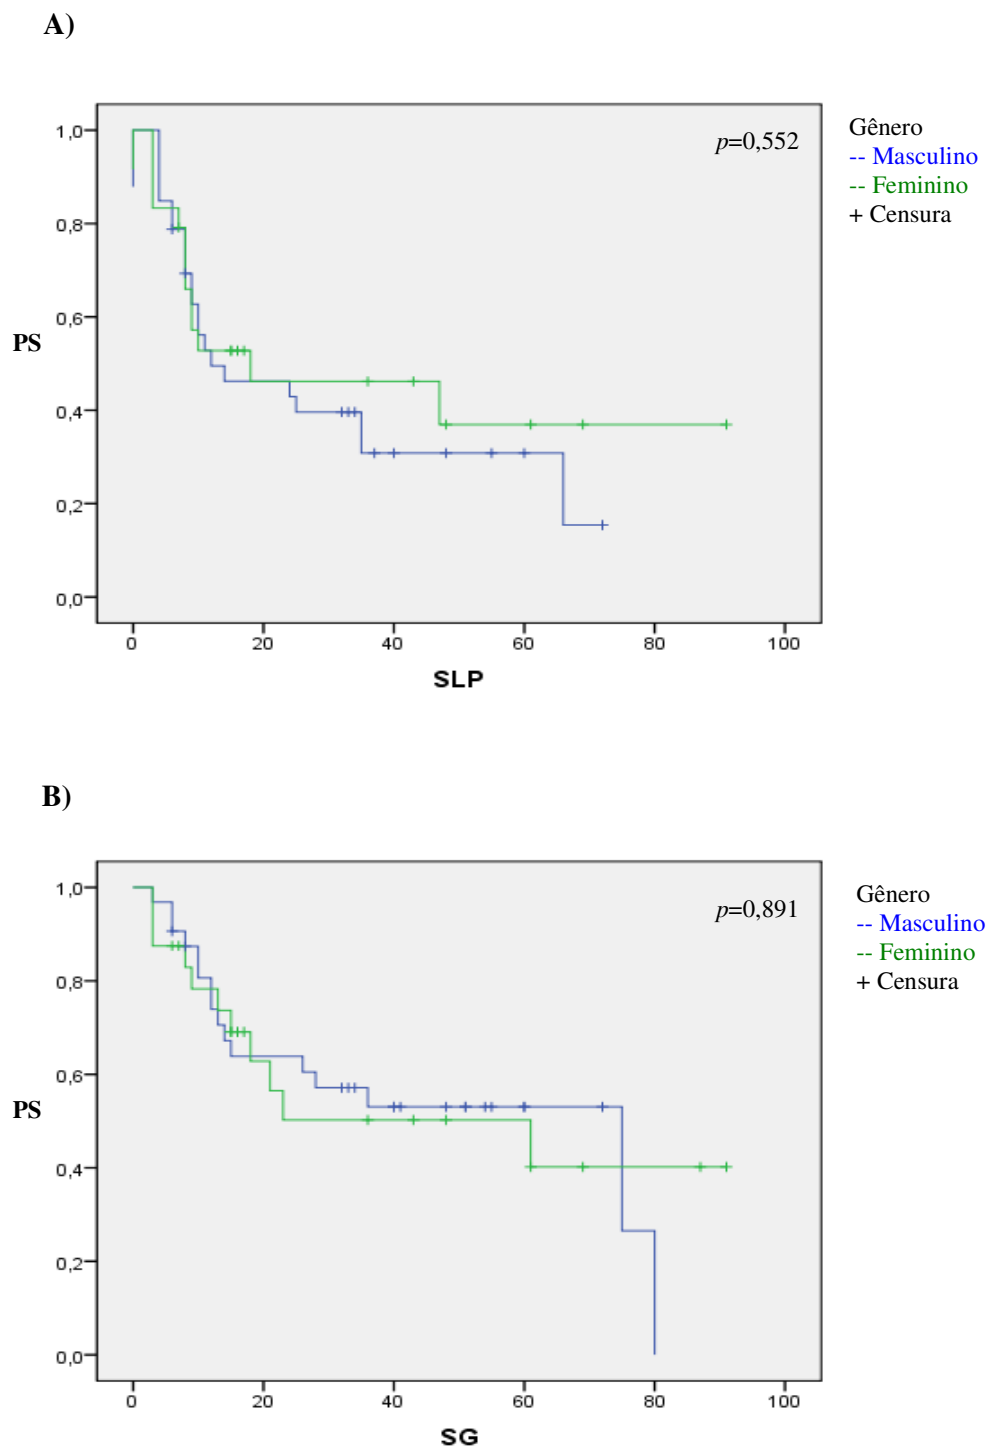 A)
1,0
0,8
0,6
0,4
0,2
0,0
PS
0 20 40 60 80 100
SLP
p=0,552
Gênero
-- Masculino
-- Feminino
+ Censura
B)
1,0
0,8
0,6
0,4
0,2
0,0
PS
0 20 40 60 80 100
SG
p=0,891
Gênero
-- Masculino
-- Feminino
+ Censura